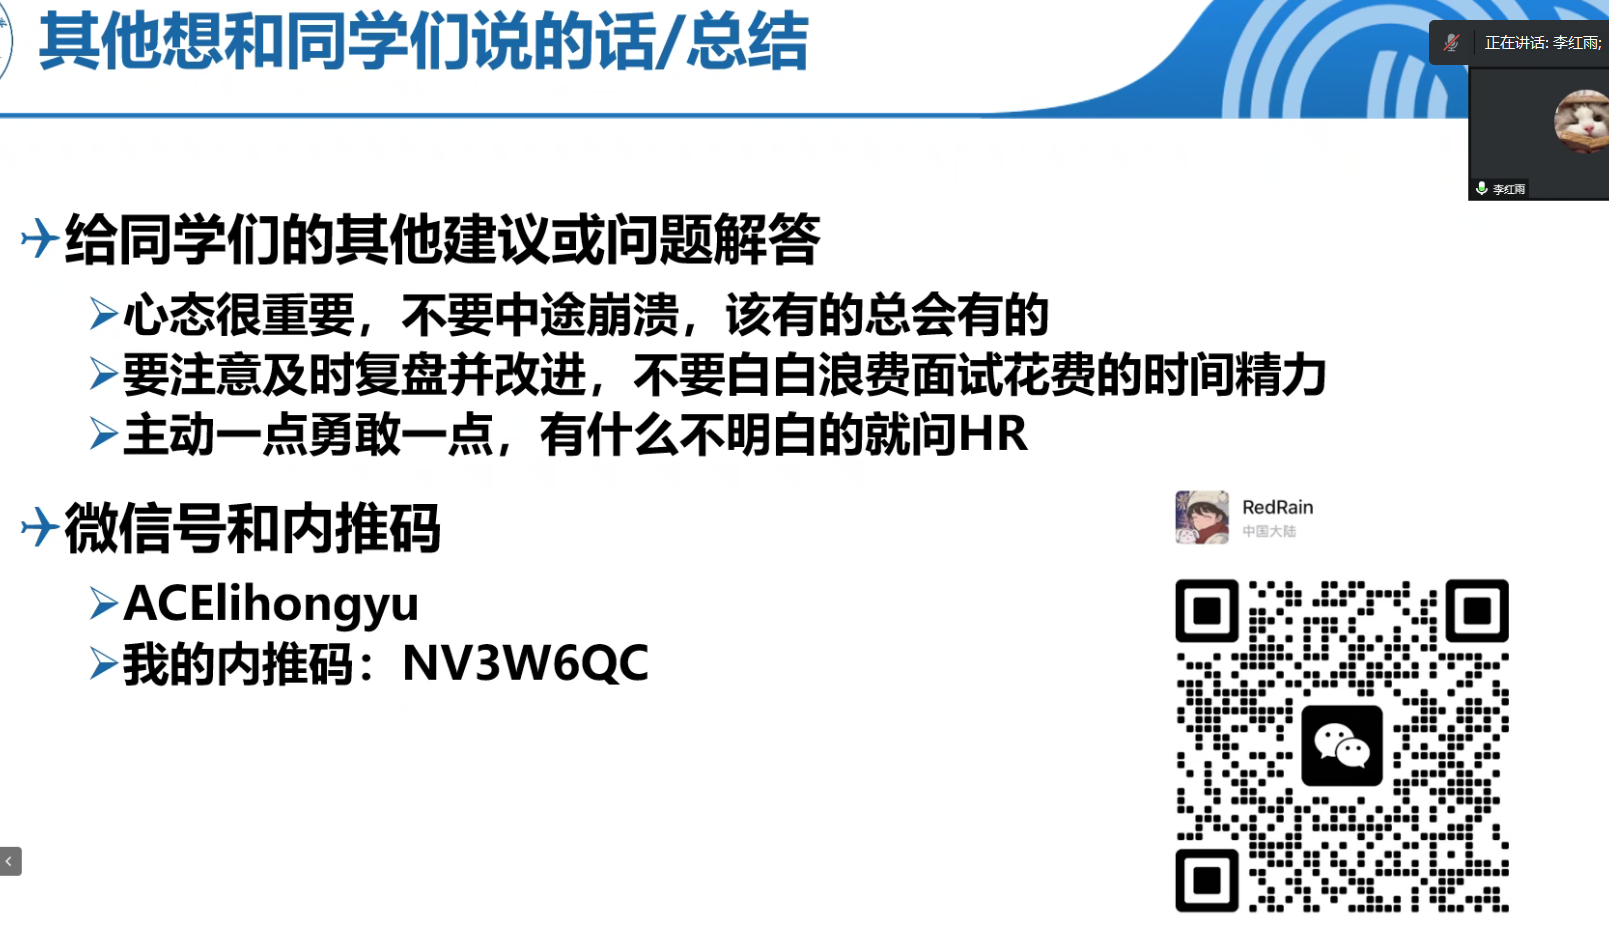 其他想和同学们说的话/总结
正在讲话: 李红雨;
李红雨
给同学们的其他建议或问题解答
心态很重要，不要中途崩溃，该有的总会有的
要注意及时复盘并改进，不要白白浪费面试花费的时间精力
主动一点勇敢一点，有什么不明白的就问HR
微信号和内推码
ACElihongyu
我的内推码：NV3W6QC
RedRain
中国大陆